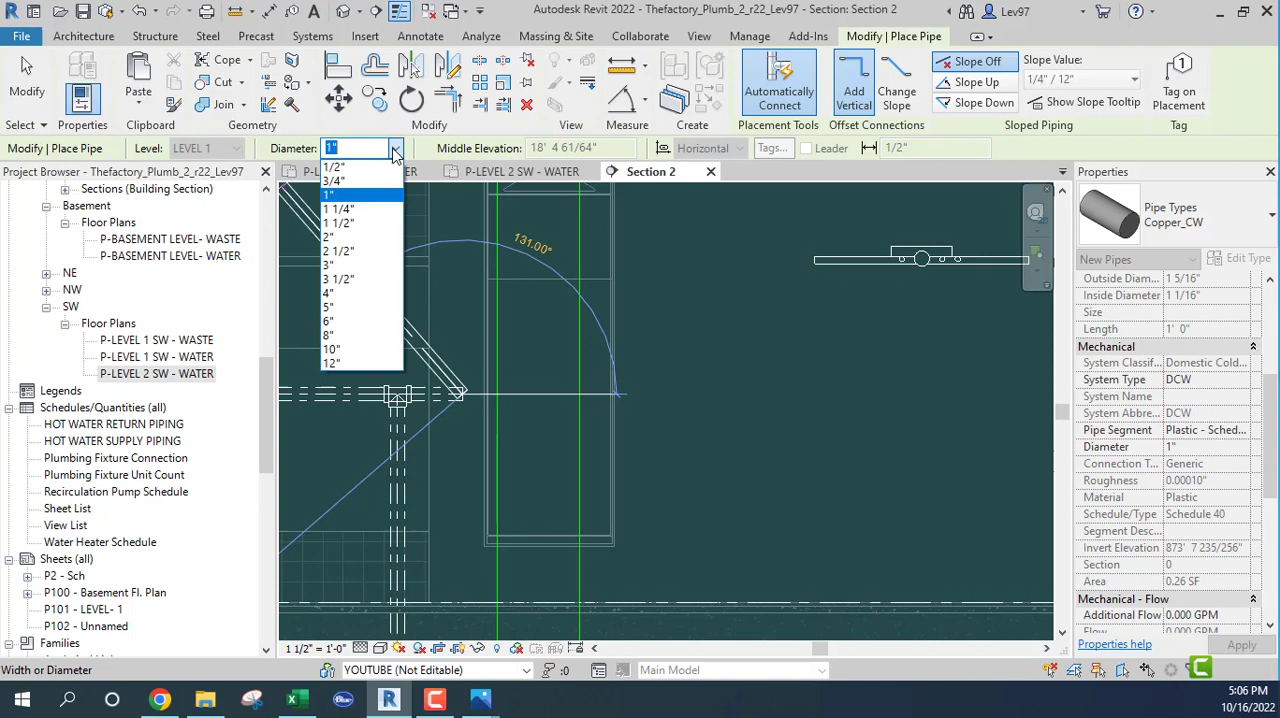 Autodesk Revit 2022 - Thefactory_Plumb_2_r22_Lev97 - Section: Section 2
Lev97
File Architecture Structure Steel Precast Systems Insert Annotate Analyze Massing & Site Collaborate View Manage Add-Ins Modify | Place Pipe
Modify
Paste
Cope
Cut
Join
Automatically
Connect
Add
Vertical
Change
Slope
Slope Off
Slope Up
Slope Down
Slope Value:
1/4" / 12"
Show Slope Tooltip
Tag on
Placement
Select Properties Clipboard Geometry Modify View Measure Create Placement Tools Offset Connections Sloped Piping Tag
Modify | Place Pipe Level: LEVEL 1 Diameter: 1" Middle Elevation: 18' 4 61/64" Horizontal Tags... Leader 1/2"
1/2"
3/4"
1"
1 1/4"
1 1/2"
2"
2 1/2"
3"
3 1/2"
4"
5"
6"
8"
10"
12"
Project Browser - Thefactory_Plumb_2_r22_Lev97
Sections (Building Section)
Basement
Floor Plans
P-BASEMENT LEVEL- WASTE
P-BASEMENT LEVEL- WATER
NE
NW
SW
Floor Plans
P-LEVEL 1 SW - WASTE
P-LEVEL 1 SW - WATER
P-LEVEL 2 SW - WATER
Legends
Schedules/Quantities (all)
HOT WATER RETURN PIPING
HOT WATER SUPPLY PIPING
Plumbing Fixture Connection
Plumbing Fixture Unit Count
Recirculation Pump Schedule
Sheet List
View List
Water Heater Schedule
Sheets (all)
P2 - Sch
P100 - Basement Fl. Plan
P101 - LEVEL- 1
P102 - Unnamed
Families
P-LEVEL 2 SW - WATER
Section 2
131.00°
Properties
Pipe Types
Copper_CW
New Pipes Edit Type
Outside Diam... 1 5/16"
Inside Diameter 1 1/16"
Size
Length 1' 0"
Mechanical
System Classif... Domestic Cold...
System Type DCW
System Name
System Abbre... DCW
Pipe Segment Plastic - Sched...
Diameter 1"
Connection T... Generic
Roughness 0.00010"
Material Plastic
Schedule/Type Schedule 40
Segment Desc...
Invert Elevation 873' 7 235/256"
Section 0
Area 0.26 SF
Mechanical - Flow
Additional Flow 0.000 GPM
Properties help Apply
1 1/2" = 1'-0"
Width or Diameter
YOUTUBE (Not Editable)
:0
Main Model
5:06 PM
10/16/2022